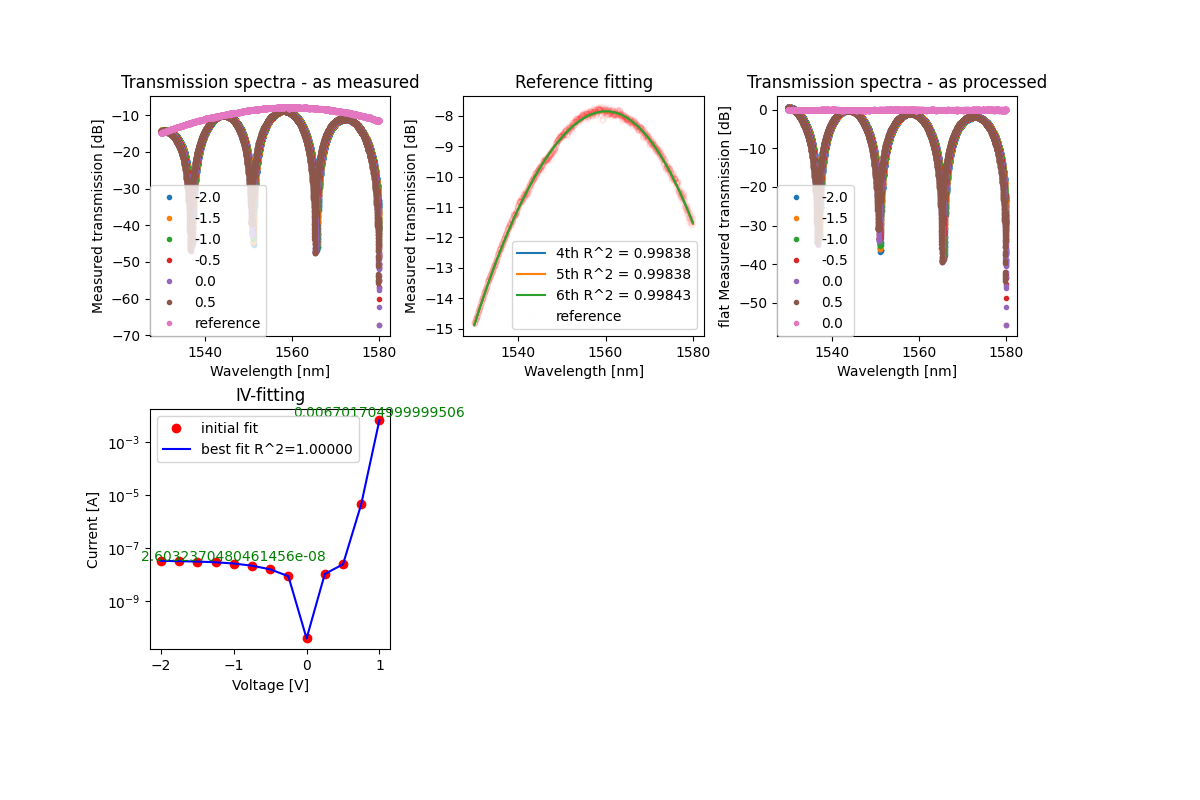 Transmission spectra - as measured
Measured transmission [dB]
−10
−20
−30
−40
−50
−60
−70
-2.0
-1.5
-1.0
-0.5
0.0
0.5
reference
1540
1560
1580
Wavelength [nm]
Reference fitting
Measured transmission [dB]
−8
−9
−10
−11
−12
−13
−14
−15
4th R^2 = 0.99838
5th R^2 = 0.99838
6th R^2 = 0.99843
reference
1540
1560
1580
Wavelength [nm]
Transmission spectra - as processed
flat Measured transmission [dB]
0
−10
−20
−30
−40
−50
-2.0
-1.5
-1.0
-0.5
0.0
0.5
0.0
1540
1560
1580
Wavelength [nm]
IV-fitting
0.006701704999999506
initial fit
best fit R^2=1.00000
Current [A]
10−3
10−5
10−7
10−9
2.6032370480461456e-08
−2
−1
0
1
Voltage [V]